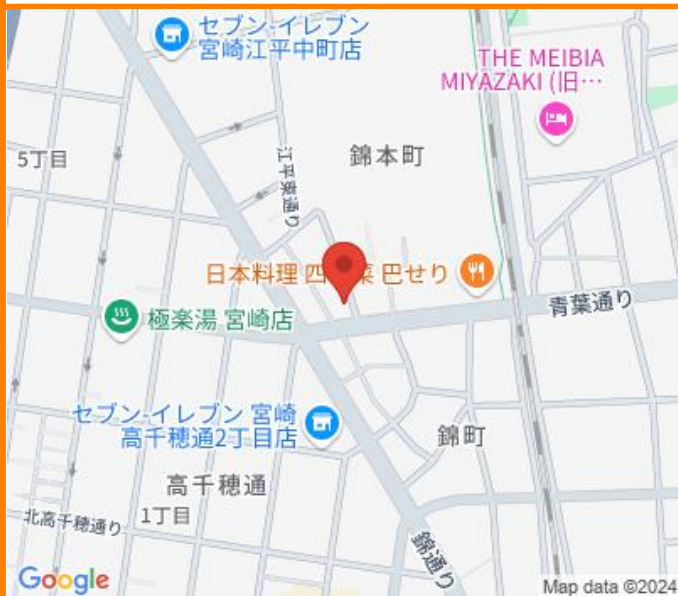 セブン-イレブン
宮崎江平中町店
THE MEIBIA
MIYAZAKI (旧…
5丁目
江平東通り
錦本町
日本料理 四 菜 巴せり
青葉通り
極楽湯 宮崎店
セブン-イレブン 宮崎
高千穂通2丁目店
錦町
高千穂通
1丁目
北高千穂通り
錦通り
Google
Map data ©2024